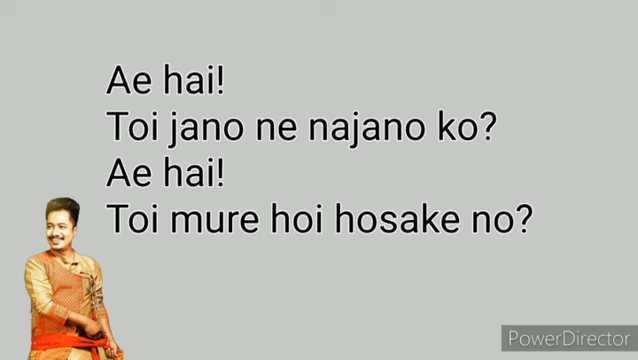 Ae hai!
Toi jano ne najano ko?
Ae hai!
Toi mure hoi hosake no?
PowerDirector